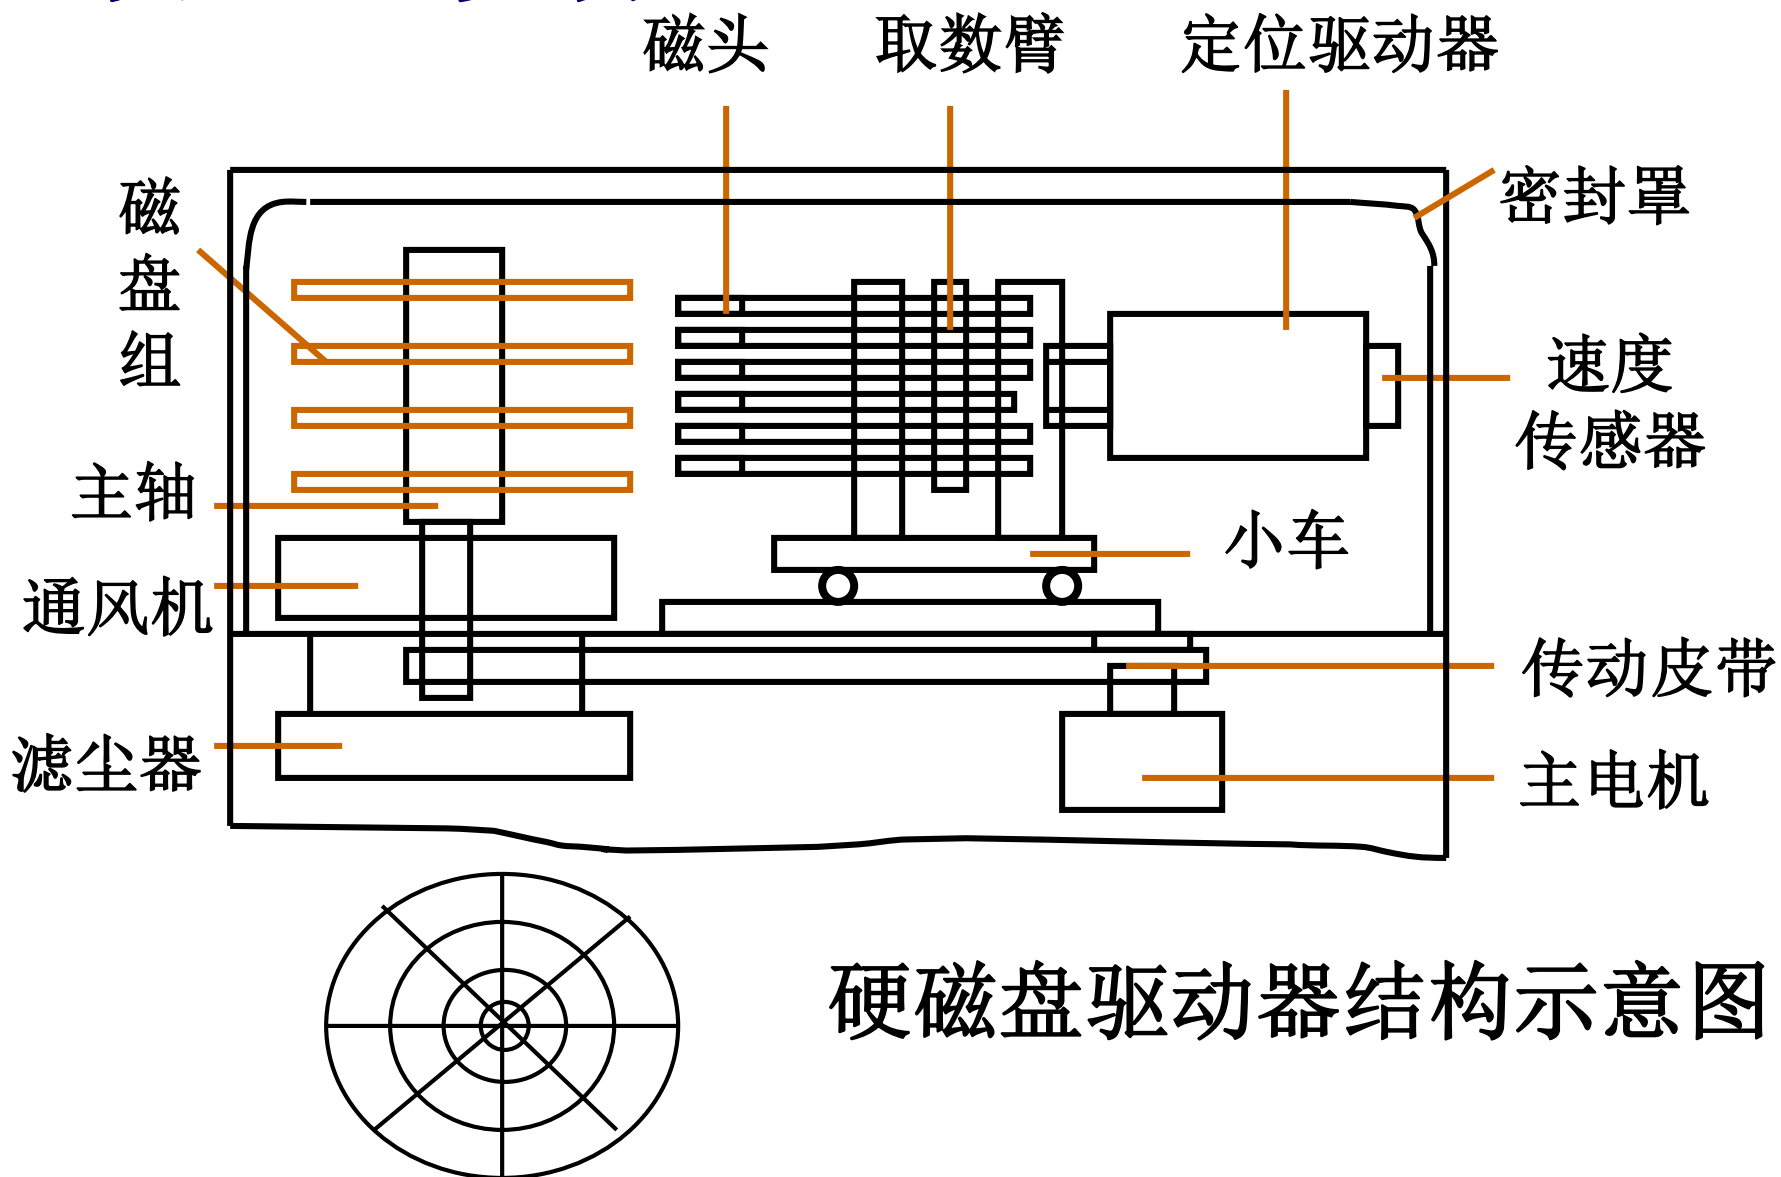 磁头 取数臂 定位驱动器
密封罩
磁
盘
组
速度
传感器
主轴
小车
通风机
传动皮带
滤尘器
主电机
硬磁盘驱动器结构示意图